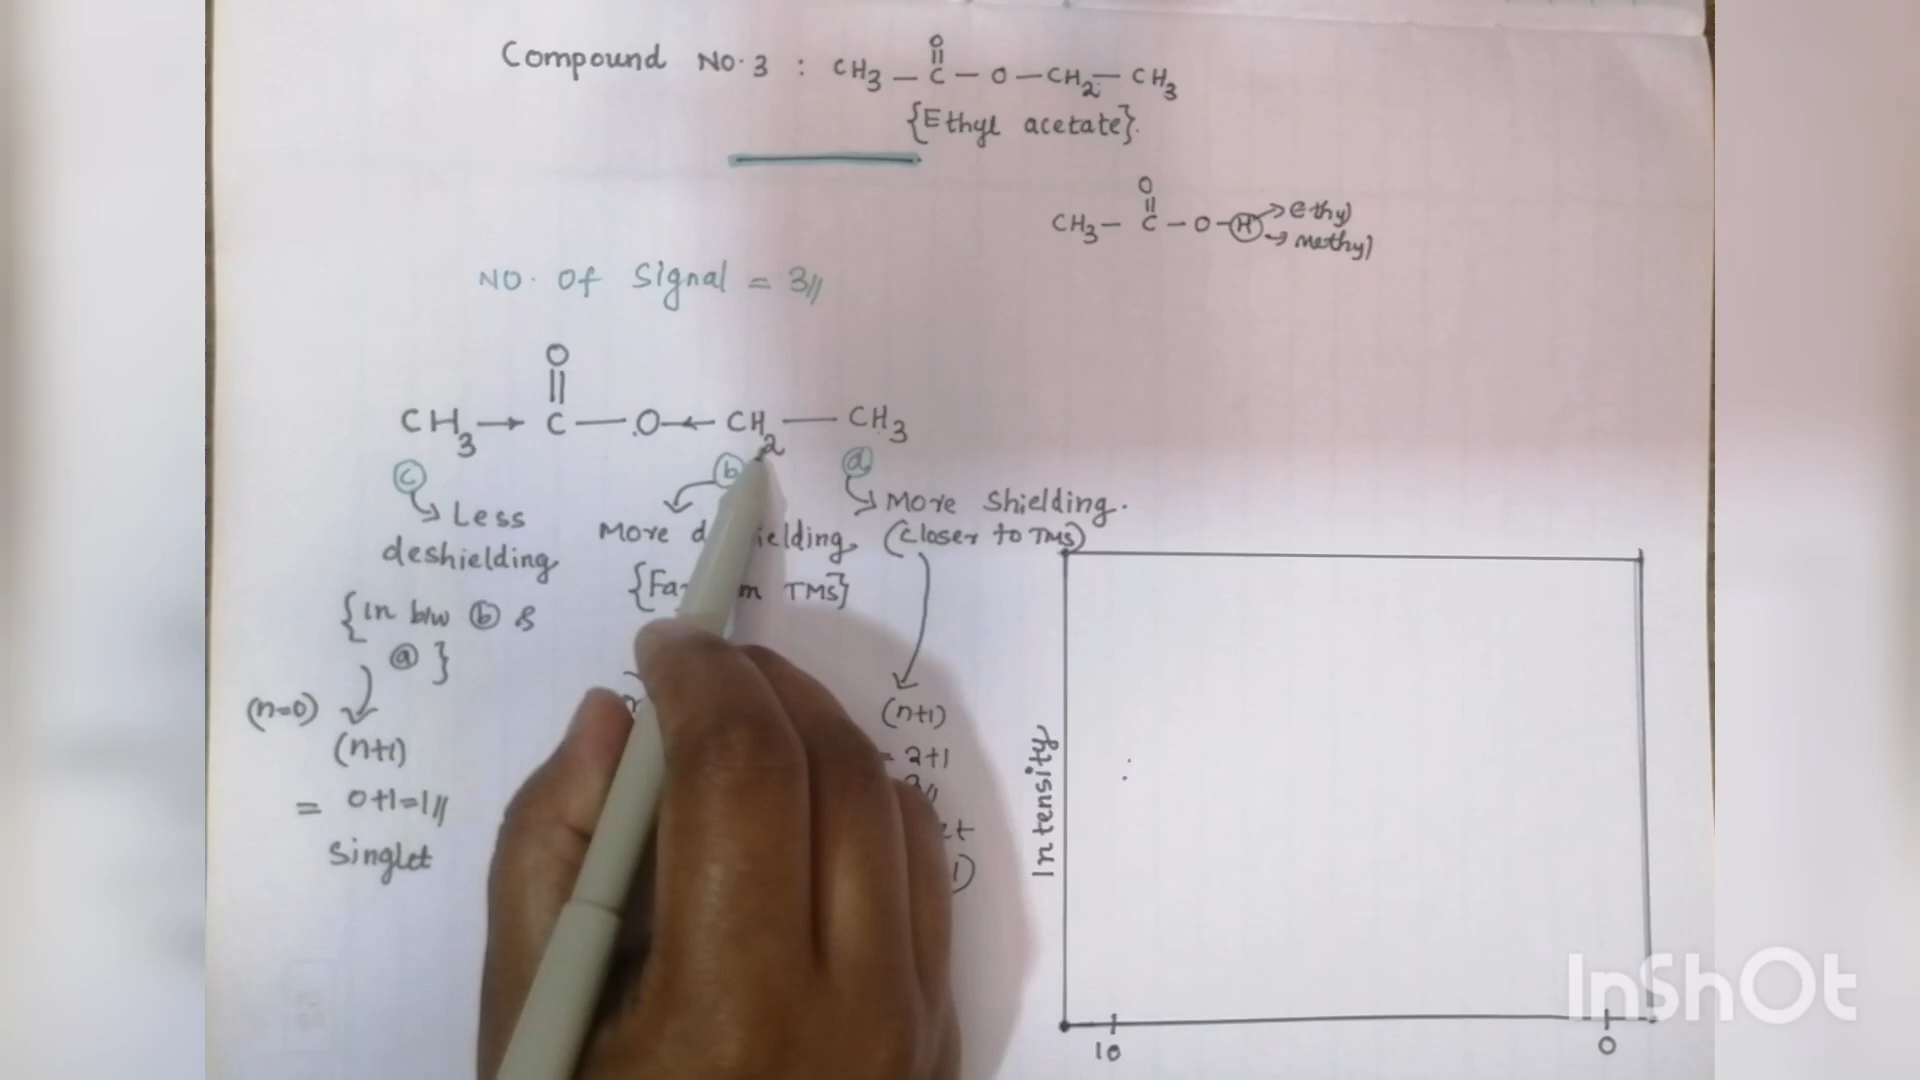 Compound No. 3 : CH3 — C — O — CH2 — CH3
O
{Ethyl acetate}.
O
CH3 — C — O — H → ethyl
→ methyl
NO. Of Signal = 3//
O
CH3 → C — O ← CH2 — CH3
c b a
Less deshielding
{in b/w b & a}
(n=0)
(n+1)
= 0+1=1//
Singlet
More
{
TMS}
More Shielding.
(Closer to TMS)
(n+1)
= 2+1
Intensity
10 0
InShOt